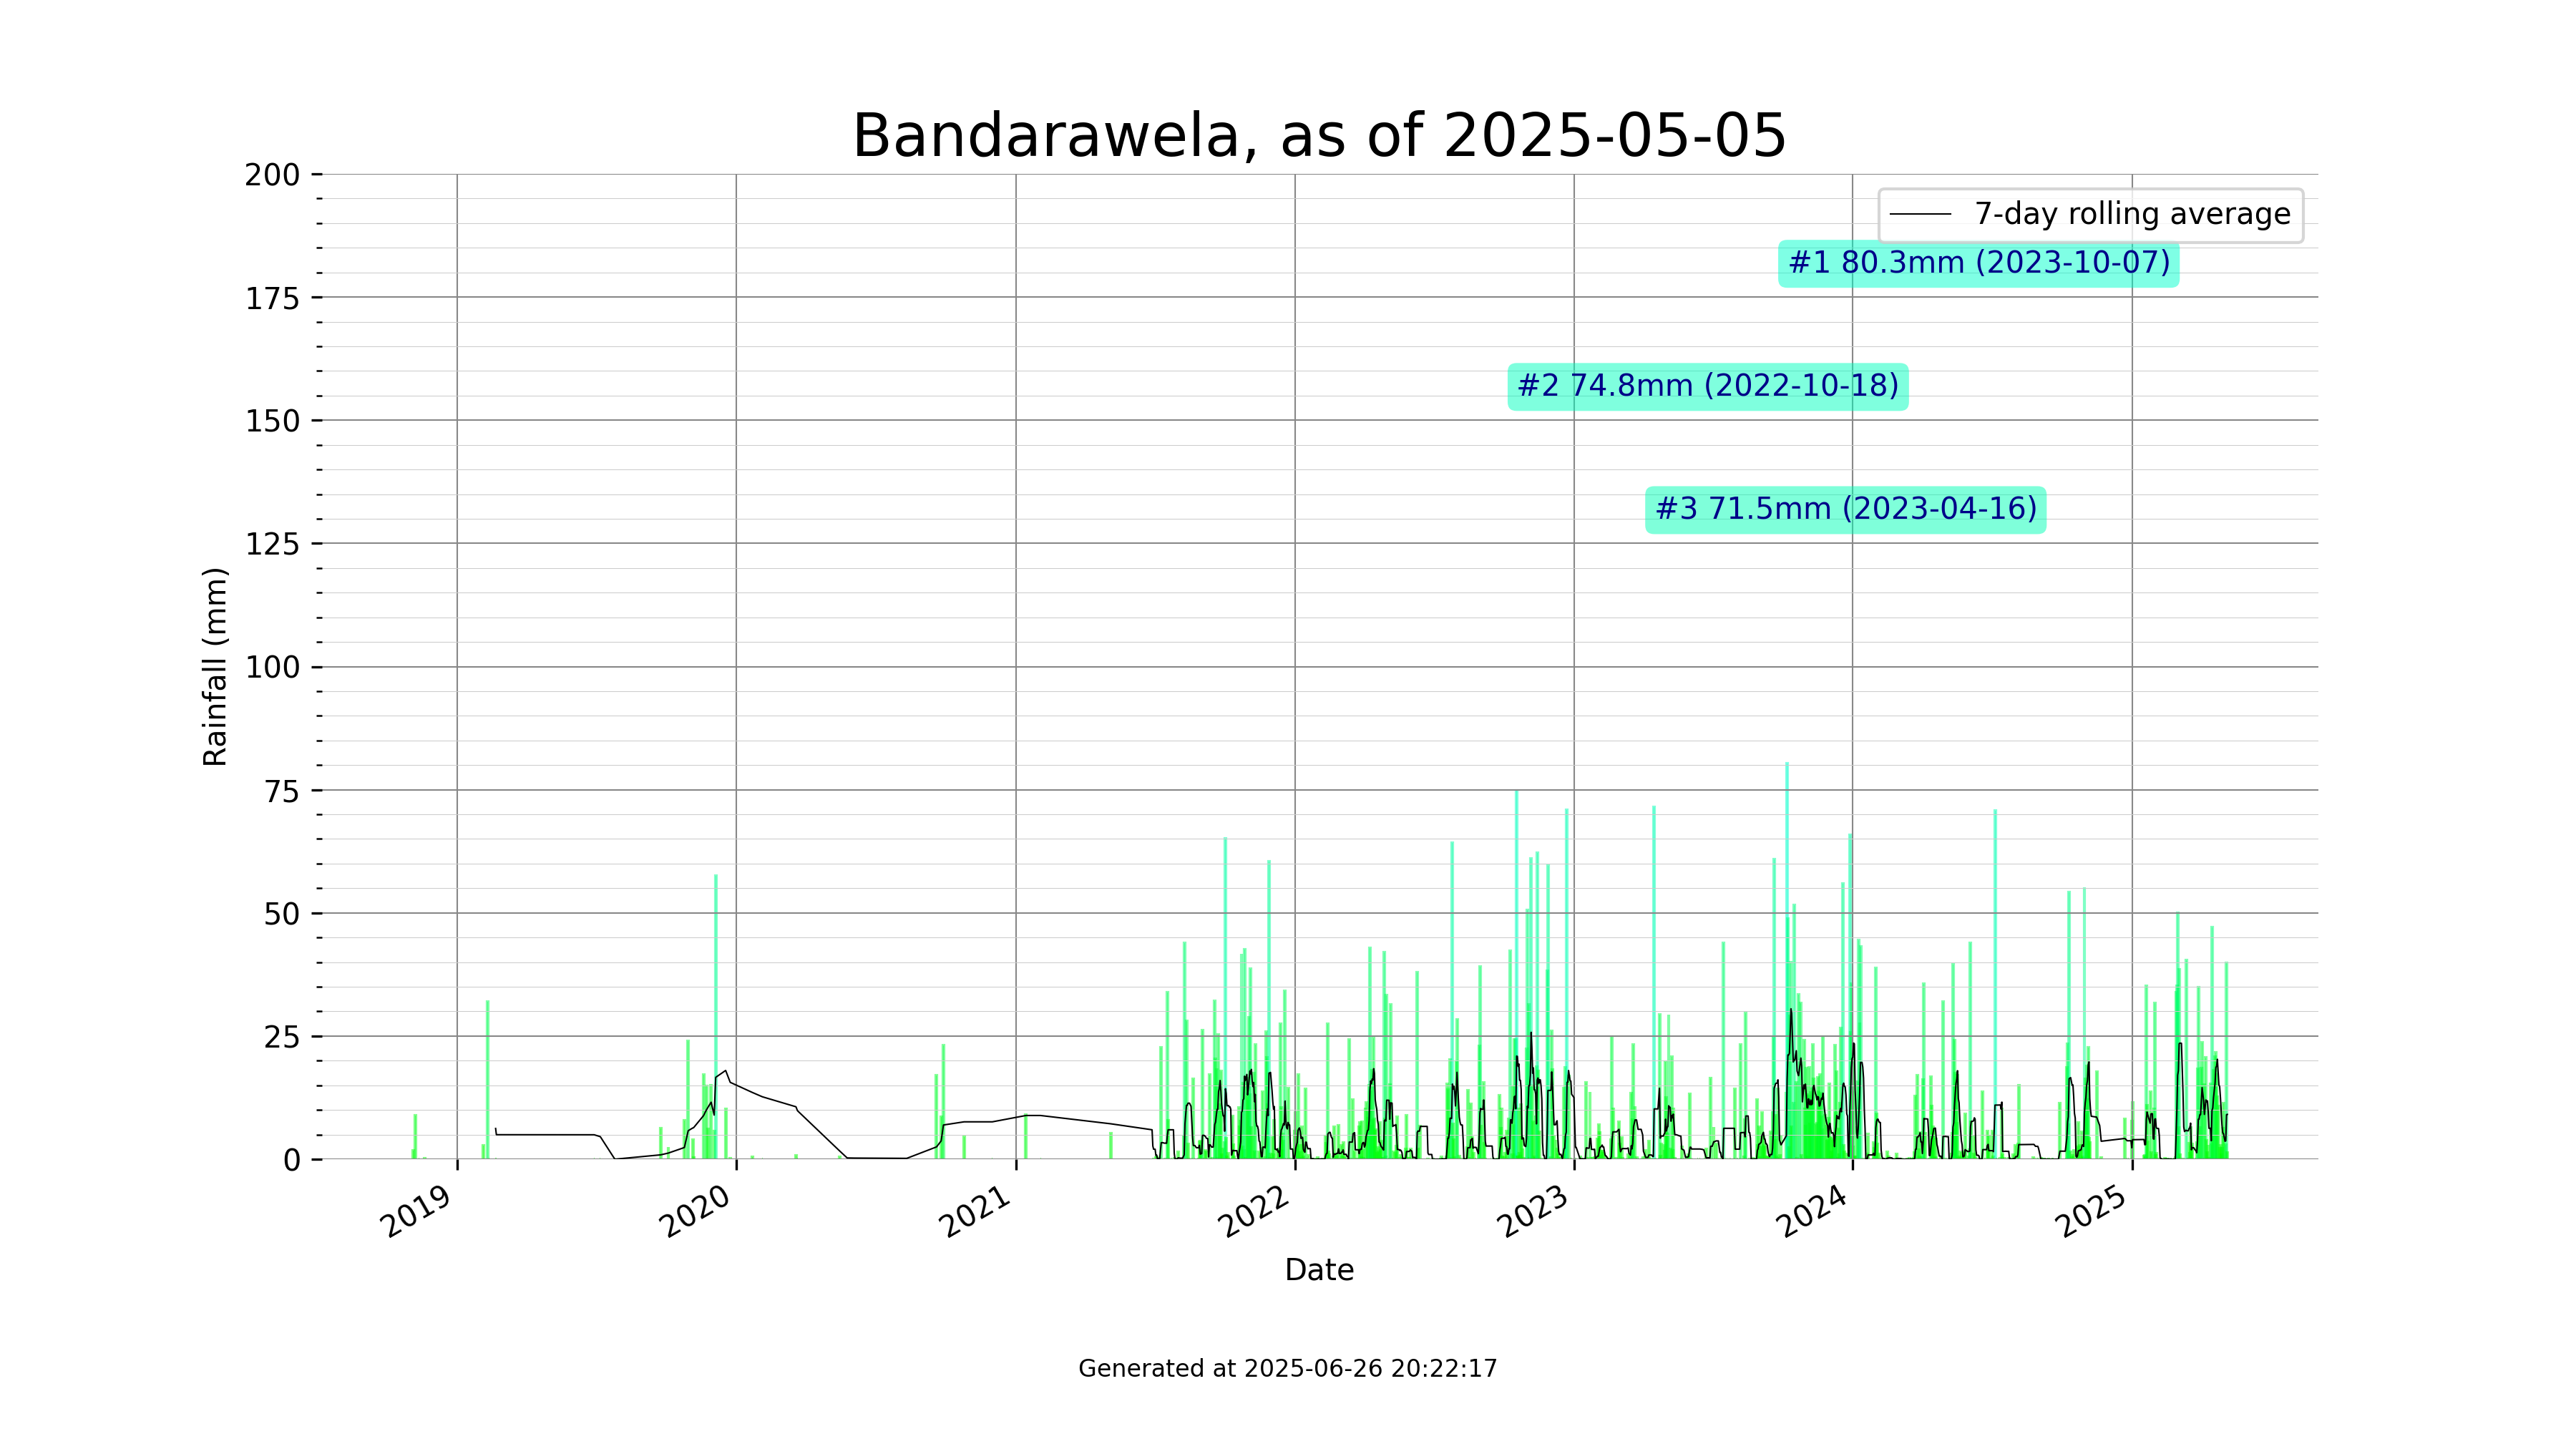 Bandarawela, as of 2025-05-05
200
175
150
125
100
75
50
25
0
Rainfall (mm)
7-day rolling average
#1 80.3mm (2023-10-07)
#2 74.8mm (2022-10-18)
#3 71.5mm (2023-04-16)
2019
2020
2021
2022
2023
2024
2025
Date
Generated at 2025-06-26 20:22:17